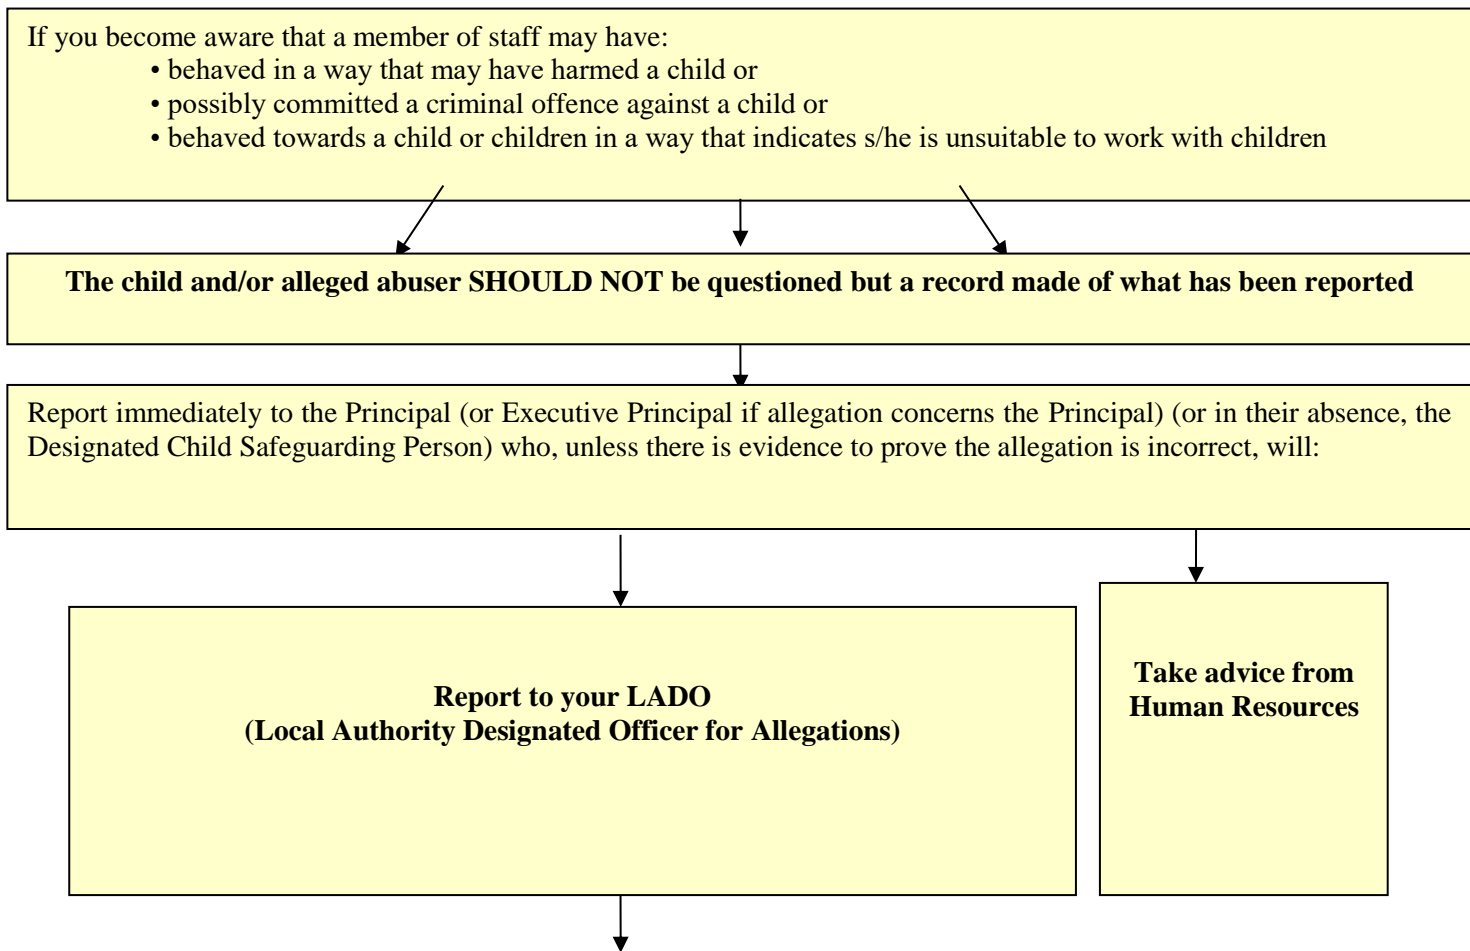 If you become aware that a member of staff may have:
• behaved in a way that may have harmed a child or
• possibly committed a criminal offence against a child or
• behaved towards a child or children in a way that indicates s/he is unsuitable to work with children
The child and/or alleged abuser SHOULD NOT be questioned but a record made of what has been reported
Report immediately to the Principal (or Executive Principal if allegation concerns the Principal) (or in their absence, the
Designated Child Safeguarding Person) who, unless there is evidence to prove the allegation is incorrect, will:
Report to your LADO
(Local Authority Designated Officer for Allegations)
Take advice from
Human Resources